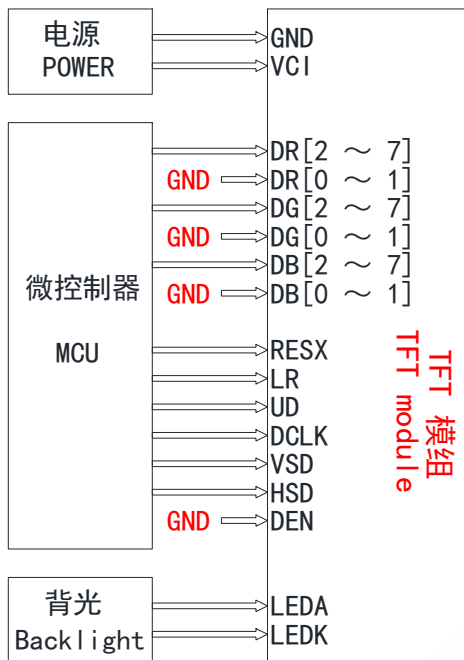 电源
POWER
GND
VCI
DR[2 ~ 7]
GND
DR[0 ~ 1]
DG[2 ~ 7]
GND
DG[0 ~ 1]
DB[2 ~ 7]
GND
DB[0 ~ 1]
微控制器
MCU
RESX
LR
UD
DCLK
VSD
HSD
GND
DEN
TFT 模组
TFT module
背光
Backlight
LEDA
LEDK